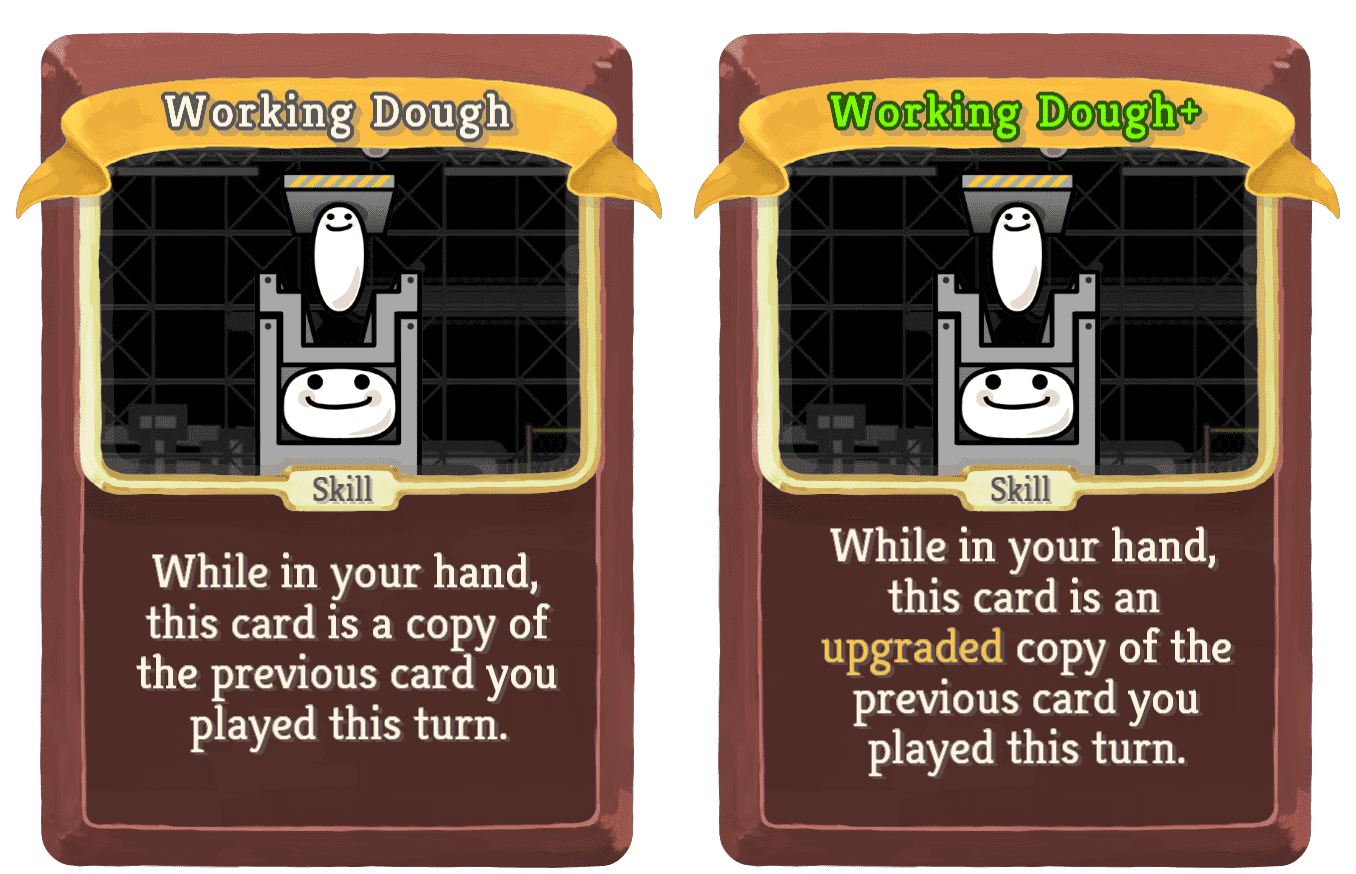 Working Dough
Skill
While in your hand,
this card is a copy of
the previous card you
played this turn.
Working Dough+
Skill
While in your hand,
this card is an
upgraded copy of the
previous card you
played this turn.